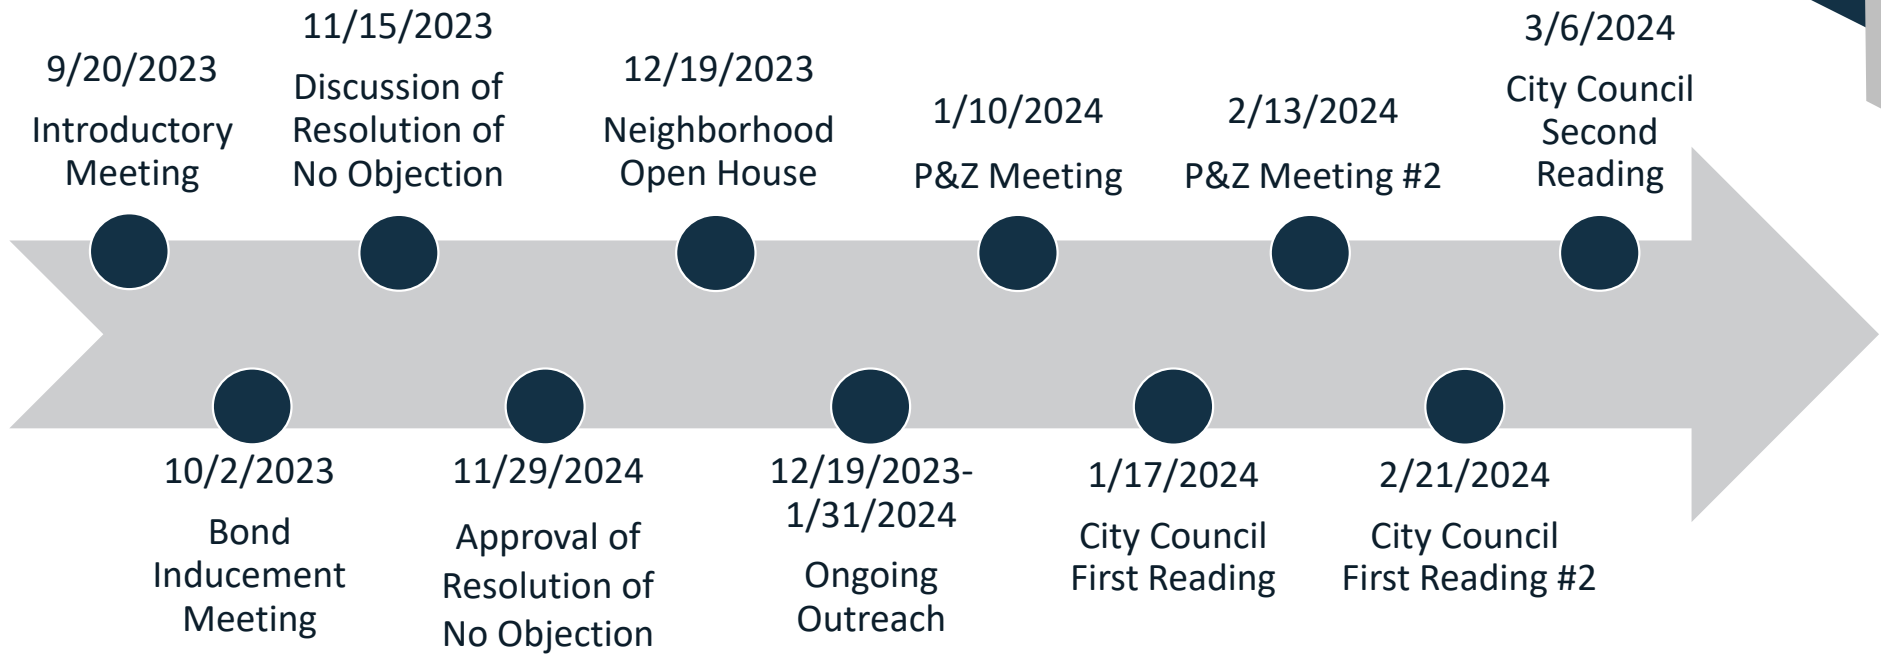 9/20/2023
Introductory
Meeting
10/2/2023
Bond
Inducement
Meeting
11/15/2023
Discussion of
Resolution of
No Objection
11/29/2024
Approval of
Resolution of
No Objection
12/19/2023
Neighborhood
Open House
12/19/2023-
1/31/2024
Ongoing
Outreach
1/10/2024
P&Z Meeting
1/17/2024
City Council
First Reading
2/13/2024
P&Z Meeting #2
2/21/2024
City Council
First Reading #2
3/6/2024
City Council
Second
Reading